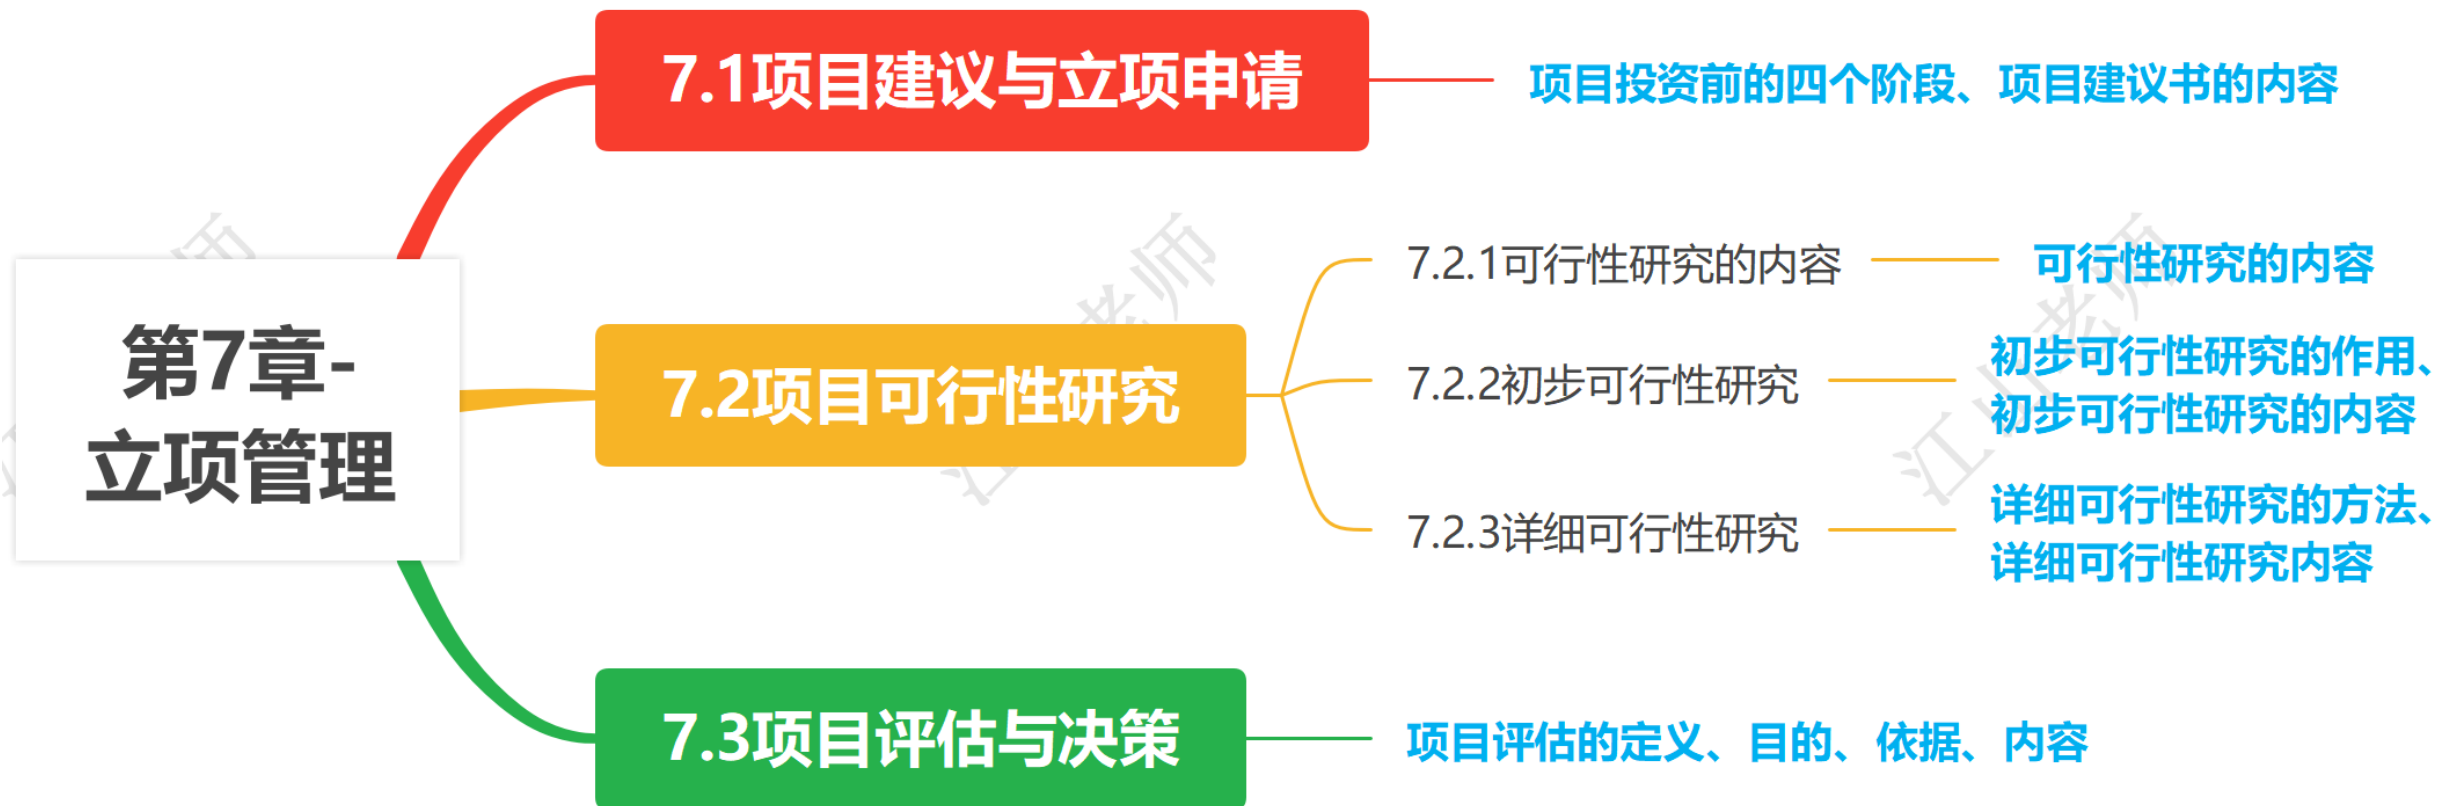 第7章-
立项管理
7.1项目建议与立项申请
项目投资前的四个阶段、项目建议书的内容
7.2项目可行性研究
7.2.1可行性研究的内容
可行性研究的内容
7.2.2初步可行性研究
初步可行性研究的作用、
初步可行性研究的内容
7.2.3详细可行性研究
详细可行性研究的方法、
详细可行性研究内容
7.3项目评估与决策
项目评估的定义、目的、依据、内容
江山老师